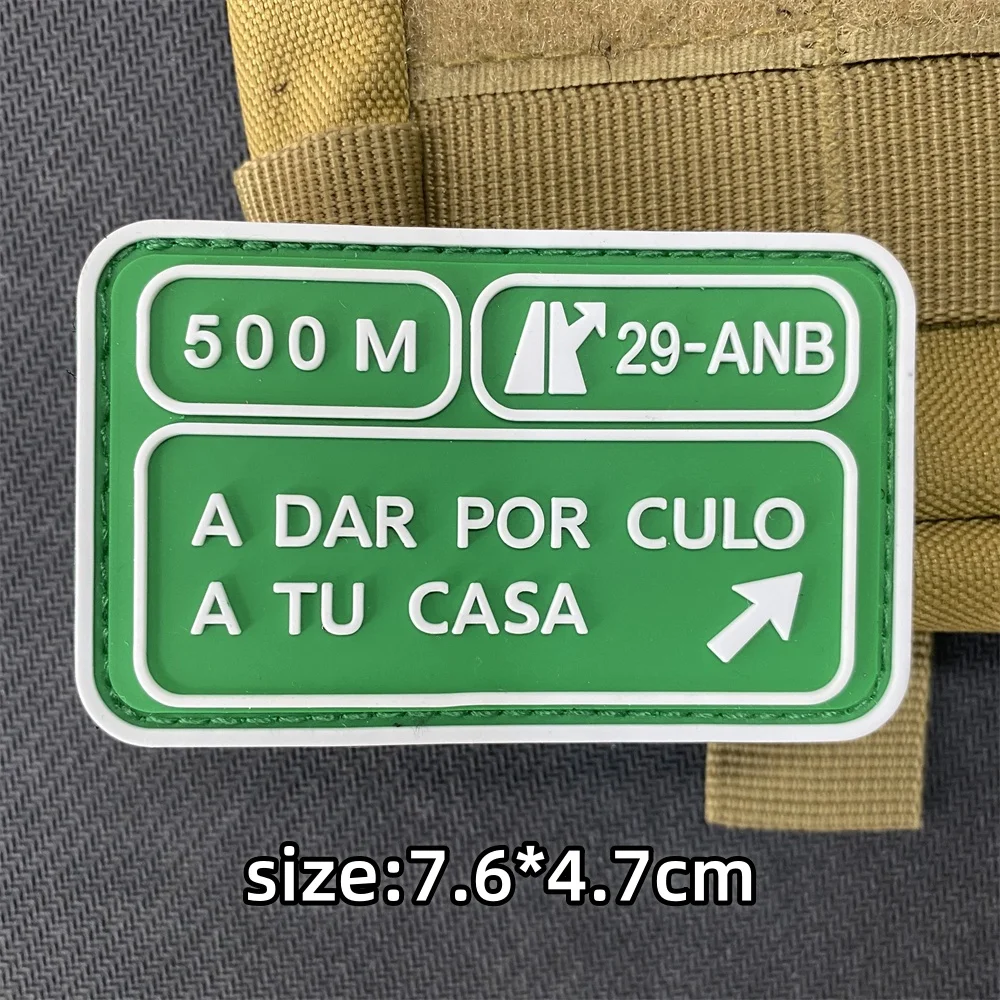 500 M
29-ANB
A DAR POR CULO
A TU CASA
size:7.6*4.7cm